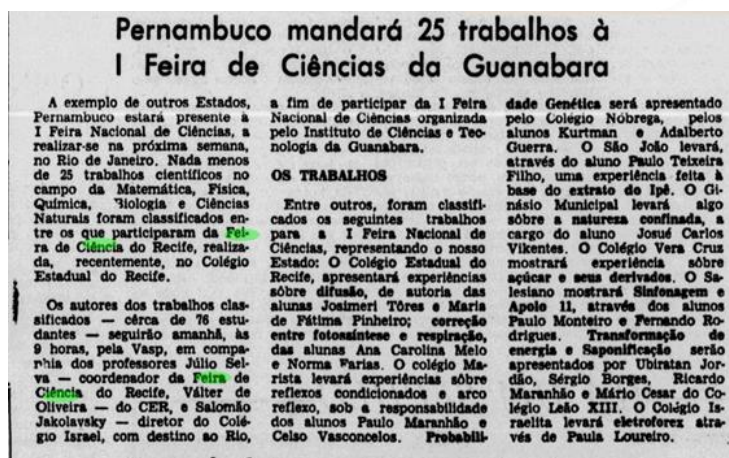 Pernambuco mandará 25 trabalhos à
I Feira de Ciências da Guanabara
A exemplo de outros Estados,
Pernambuco estará presente à
I Feira Nacional de Ciências, a
realizar-se na próxima semana,
no Rio de Janeiro. Nada menos
de 25 trabalhos científicos no
campo da Matemática, Física,
Química, Biologia e Ciências
Naturais foram classificados en-
tre os que participaram da Fei-
ra de Ciência do Recife, realiza-
da, recentemente, no Colégio
Estadual do Recife.
Os autores dos trabalhos clas-
sificados — cêrca de 76 estu-
dantes — seguirão amanhã, às
9 horas, pela Vasp, em compa-
nhia dos professores Júlio Sel-
va — coordenador da Feira de
Ciência do Recife, Válter de
Oliveira — do CER, e Salomão
Jakolavsky — diretor do Colé-
gio Israel, com destino ao Rio,
a fim de participar da I Feira
Nacional de Ciências organizada
pelo Instituto de Ciências e Tec-
nologia da Guanabara.
OS TRABALHOS
Entre outros, foram classifi-
cados os seguintes trabalhos
para a I Feira Nacional de
Ciências, representando o nosso
Estado: O Colégio Estadual do
Recife, apresentará experiências
sôbre difusão, de autoria das
alunas Josimeri Tôres e Maria
de Fátima Pinheiro; correção
entre fotossíntese e respiração,
das alunas Ana Carolina Melo
e Norma Farias. O colégio Ma-
rista levará experiências sôbre
reflexos condicionados e arco
reflexo, sob a responsabilidade
dos alunos Paulo Maranhão e
Celso Vasconcelos. Probabili-
dade Genética será apresentado
pelo Colégio Nóbrega, pelos
alunos Kurtman e Adalberto
Guerra. O São João levará,
através do aluno Paulo Teixeira
Filho, uma experiência feita à
base do extrato do Ipê. O Gi-
násio Municipal levará algo
sôbre a natureza confinada, a
cargo do aluno José Carlos
Vikentes. O Colégio Vera Cruz
mostrará experiência sôbre
açúcar e seus derivados. O Sa-
lesiano mostrará Sinfonagem e
Apolo 11, através dos alunos
Paulo Monteiro e Fernando Ro-
drigues. Transformação de
energia e Saponificação serão
apresentados por Ubiratan Jor-
dão, Sérgio Borges, Ricardo
Maranhão e Mário Cesar do Co-
légio Leão XIII. O Colégio Is-
raelita levará eletroforex atra-
vés de Paula Loureiro.